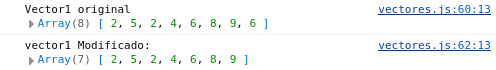 Vector1 original vectores.js:60:13
▶ Array(8) [ 2, 5, 2, 4, 6, 8, 9, 6 ]
vector1 Modificado: vectores.js:62:13
▶ Array(7) [ 2, 5, 2, 4, 6, 8, 9 ]